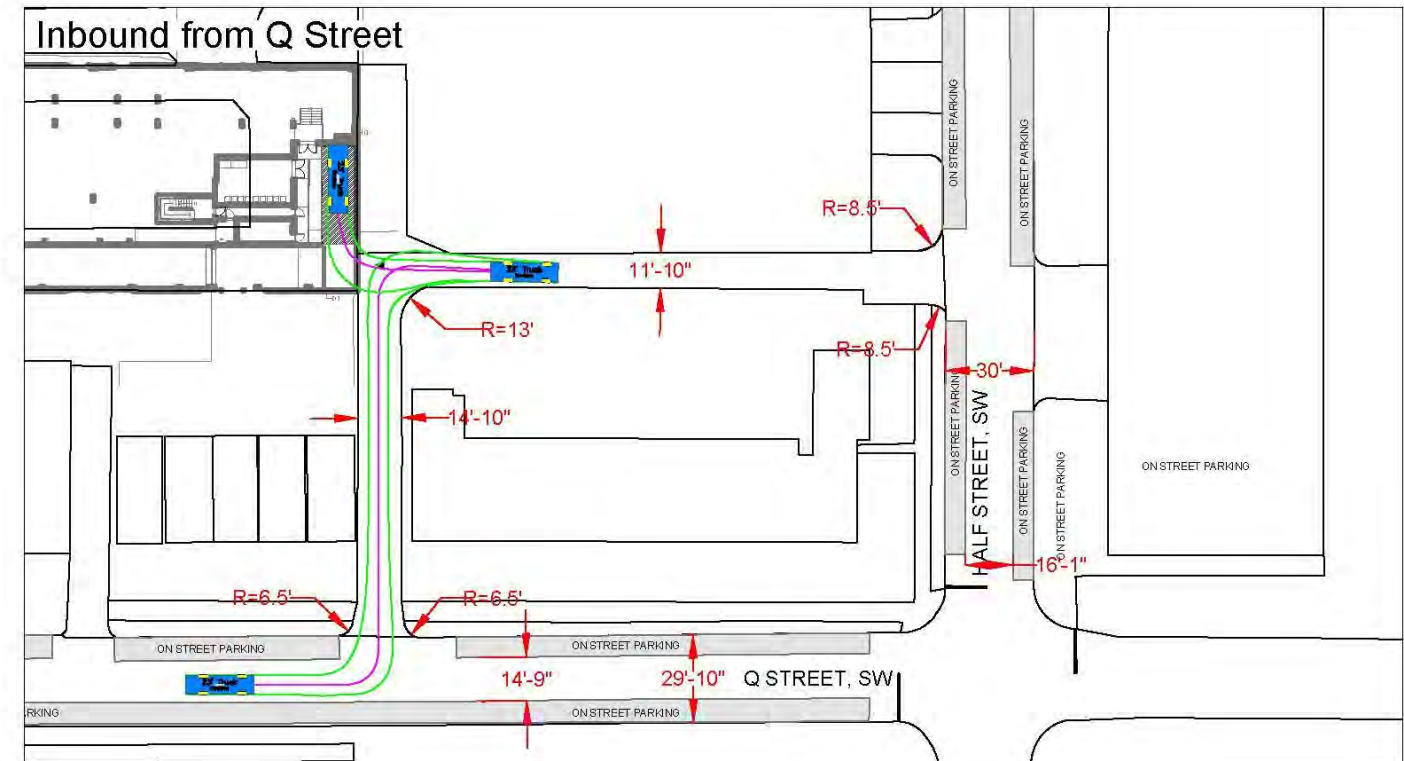 Inbound from Q Street
ON STREET PARKING
ON STREET PARKING
R=8.5'
11'-10"
R=13'
R=8.5'
30'
14'-10"
ON STREET PARKING
HALF STREET, SW
ON STREET PARKING
ON STREET PARKING
ON STREET PARKING
16'-1"
R=6.5'
R=6.5'
ON STREET PARKING
ON STREET PARKING
14'-9"
29'-10"
Q STREET, SW
RKING
ON STREET PARKING